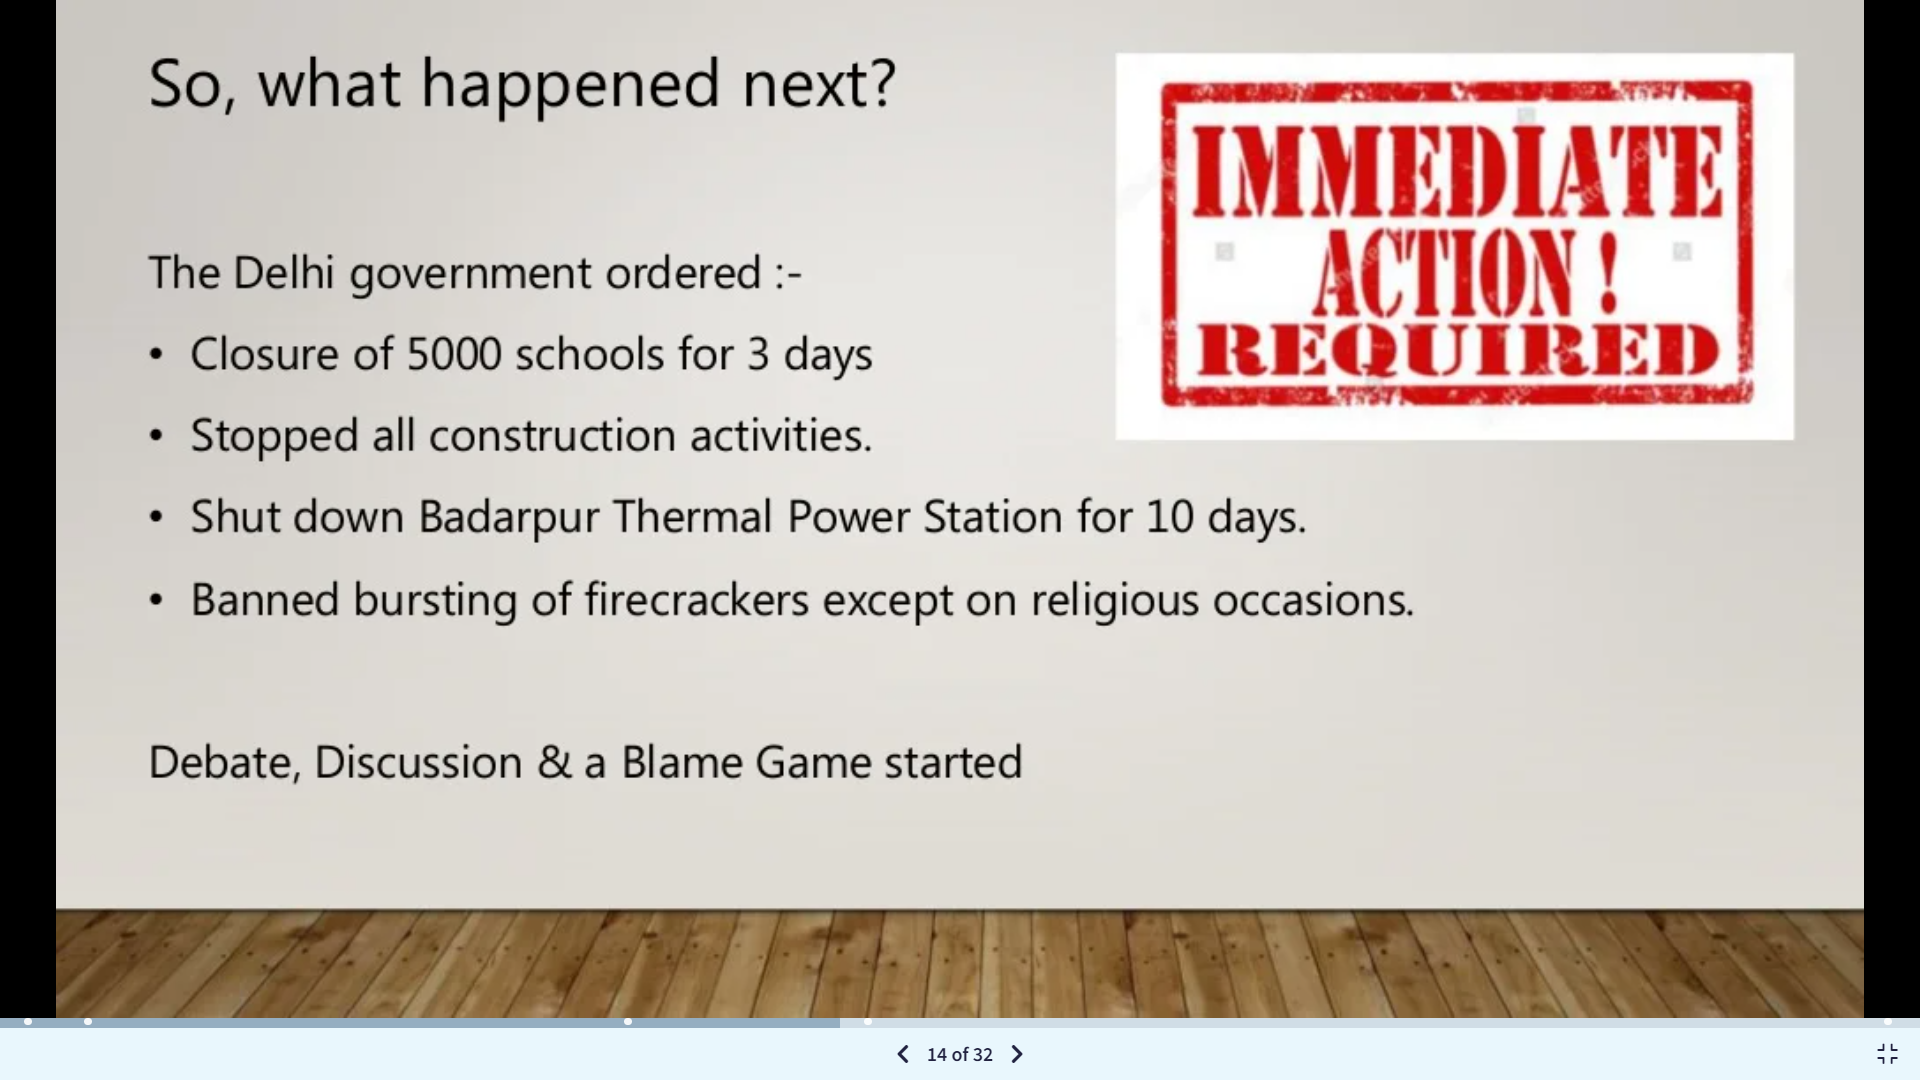 So, what happened next?
IMMEDIATE
ACTION !
REQUIRED
The Delhi government ordered :-
• Closure of 5000 schools for 3 days
• Stopped all construction activities.
• Shut down Badarpur Thermal Power Station for 10 days.
• Banned bursting of firecrackers except on religious occasions.
Debate, Discussion & a Blame Game started
14 of 32